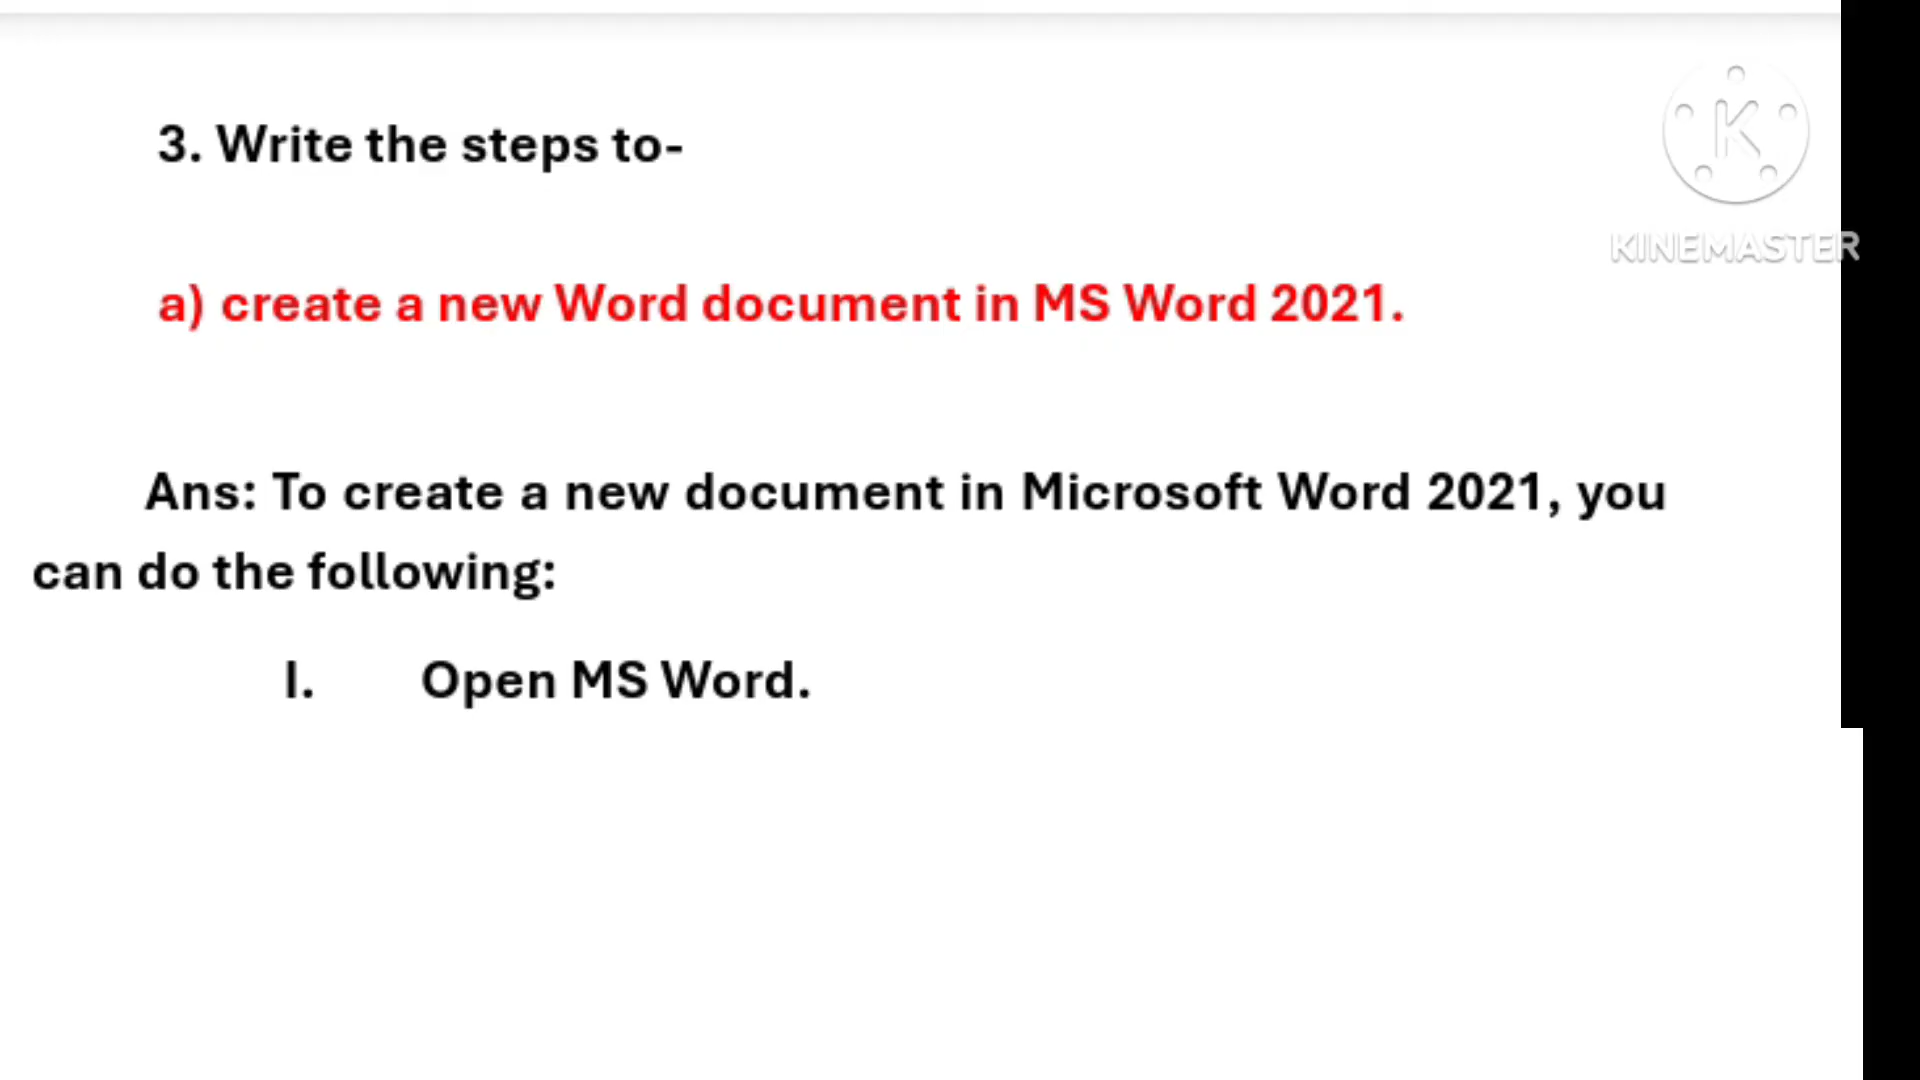 3. Write the steps to-
K
KINEMASTER
a) create a new Word document in MS Word 2021.
Ans: To create a new document in Microsoft Word 2021, you
can do the following:
I. Open MS Word.